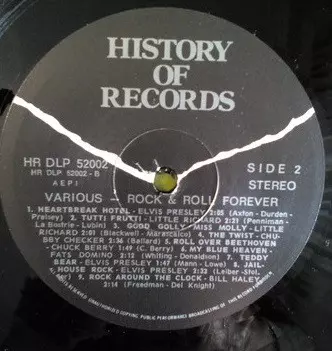 HISTORY
OF
RECORDS
HR DLP 52002
HR DLP 52002-B
AEPI
SIDE 2
STEREO
VARIOUS — ROCK & ROLL FOREVER
1. HEARTBREAK HOTEL-ELVIS PRESLEY 2:05 (Axton - Durden-
Prelsey) 2. TUTTI FRUTTI-LITTLE RICHARD 2:21 (Penniman-
La Bostrie-Lubin) 3. GOOD GOLLY-MISS MOLLY-LITTLE
RICHARD 2:01 (Blackwell-Marascalco) 4. THE TWIST-CHU-
BBY CHECKER 2:36 (Ballard) 5. ROLL OVER BEETHOVEN
-CHUCK BERRY 1:49 (C. Berry) 6. MY BLUE HEAVEN-
FATS DOMINO 2:12 (Whiting-Donaldson) 7. TEDDY
BEAR-ELVIS PRESLEY 1:47 (Mann-Lowe) 8. JAIL-
HOUSE ROCK-ELVIS PRESLEY 2:32 (Leiber-Stol-
ler) 9. ROCK AROUND THE CLOCK-BILL HALEY
2:14 (Freedman-Del Knight)